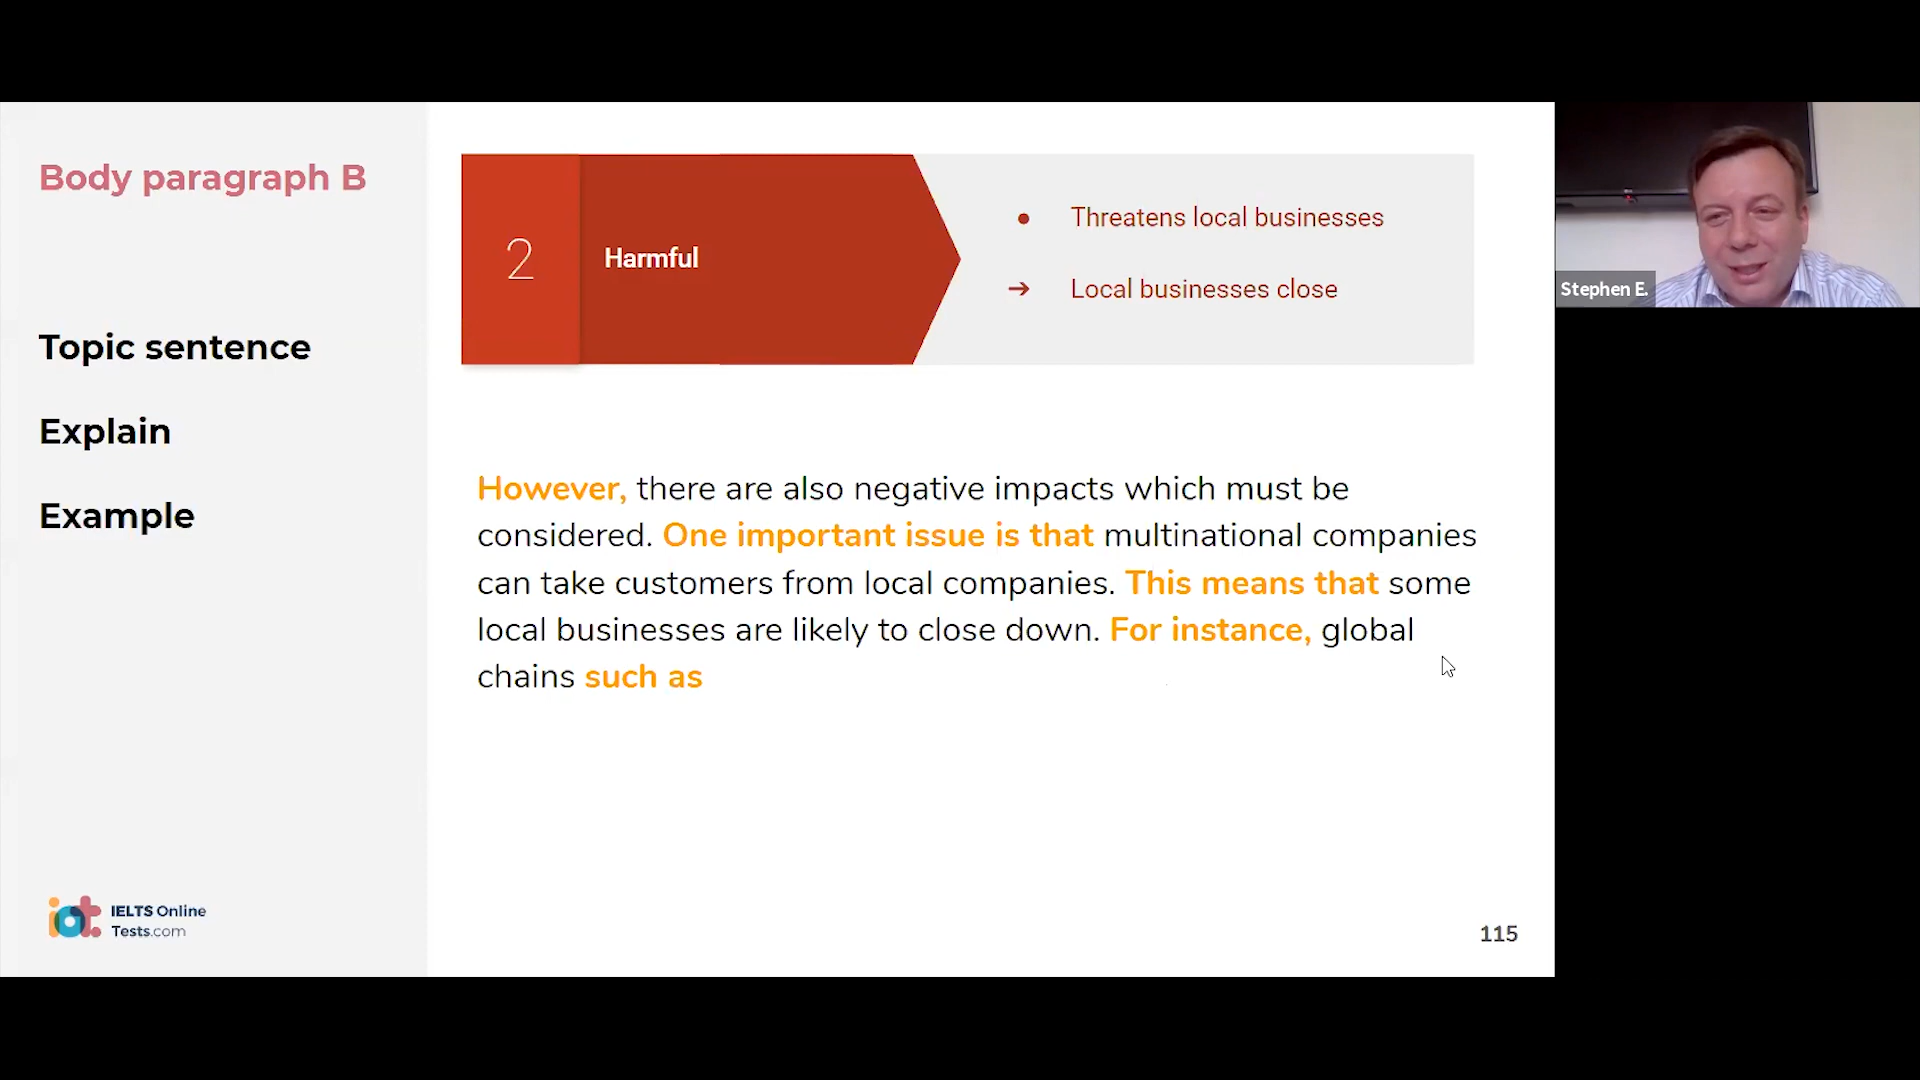 Body paragraph B
Topic sentence
Explain
Example
2
Harmful
● Threatens local businesses
➔ Local businesses close
However, there are also negative impacts which must be
considered. One important issue is that multinational companies
can take customers from local companies. This means that some
local businesses are likely to close down. For instance, global
chains such as
iot IELTS Online
Tests.com
115
Stephen E.